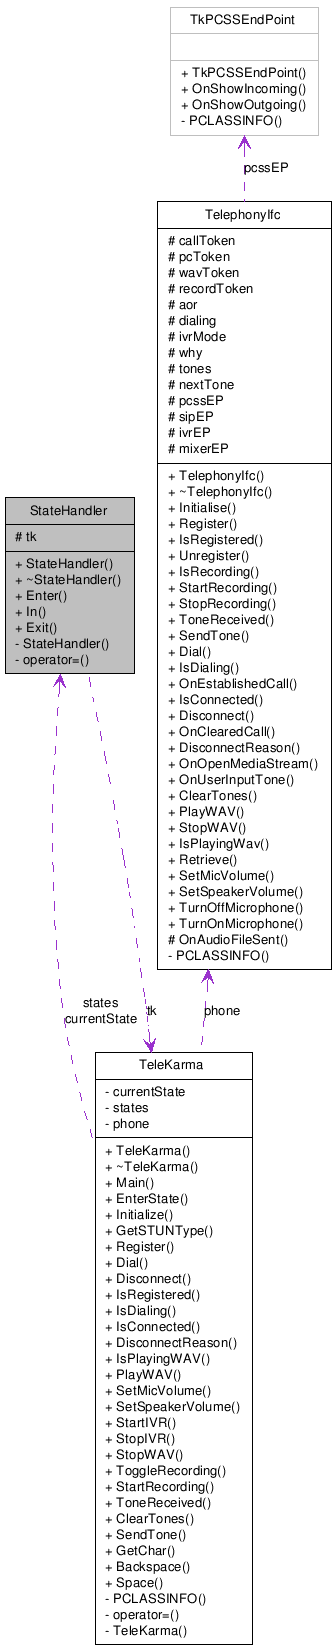 TkPCSSEndPoint
+ TkPCSSEndPoint()
+ OnShowIncoming()
+ OnShowOutgoing()
- PCLASSINFO()
pcssEP
TelephonyIfc
# callToken
# pcToken
# wavToken
# recordToken
# aor
# dialing
# ivrMode
# why
# tones
# nextTone
# pcssEP
# sipEP
# ivrEP
# mixerEP
+ TelephonyIfc()
+ ~TelephonyIfc()
+ Initialise()
+ Register()
+ IsRegistered()
+ Unregister()
+ IsRecording()
+ StartRecording()
+ StopRecording()
+ ToneReceived()
+ SendTone()
+ Dial()
+ IsDialing()
+ OnEstablishedCall()
+ IsConnected()
+ Disconnect()
+ OnClearedCall()
+ DisconnectReason()
+ OnOpenMediaStream()
+ OnUserInputTone()
+ ClearTones()
+ PlayWAV()
+ StopWAV()
+ IsPlayingWav()
+ Retrieve()
+ SetMicVolume()
+ SetSpeakerVolume()
+ TurnOffMicrophone()
+ TurnOnMicrophone()
# OnAudioFileSent()
- PCLASSINFO()
StateHandler
# tk
+ StateHandler()
+ ~StateHandler()
+ Enter()
+ In()
+ Exit()
- StateHandler()
- operator=()
states
currentState
tk
phone
TeleKarma
- currentState
- states
- phone
+ TeleKarma()
+ ~TeleKarma()
+ Main()
+ EnterState()
+ Initialize()
+ GetSTUNType()
+ Register()
+ Dial()
+ Disconnect()
+ IsRegistered()
+ IsDialing()
+ IsConnected()
+ DisconnectReason()
+ IsPlayingWAV()
+ PlayWAV()
+ SetMicVolume()
+ SetSpeakerVolume()
+ StartIVR()
+ StopIVR()
+ StopWAV()
+ ToggleRecording()
+ StartRecording()
+ ToneReceived()
+ ClearTones()
+ SendTone()
+ GetChar()
+ Backspace()
+ Space()
- PCLASSINFO()
- operator=()
- TeleKarma()